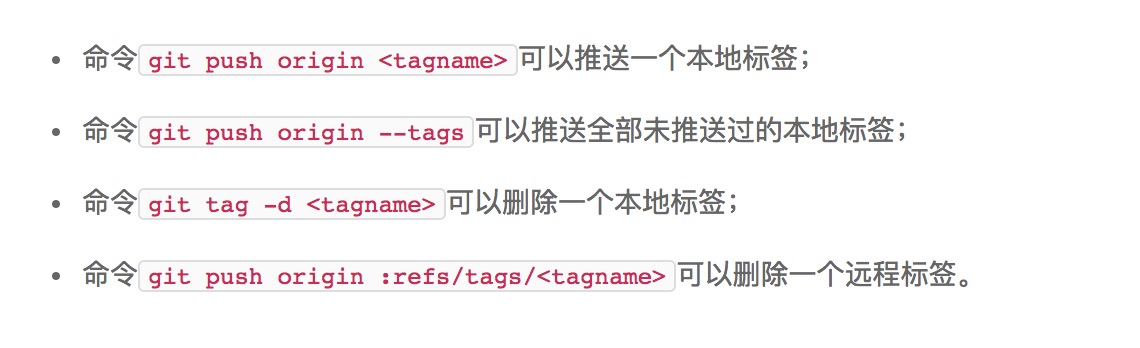 • 命令git push origin <tagname>可以推送一个本地标签；
• 命令git push origin --tags可以推送全部未推送过的本地标签；
• 命令git tag -d <tagname>可以删除一个本地标签；
• 命令git push origin :refs/tags/<tagname>可以删除一个远程标签。